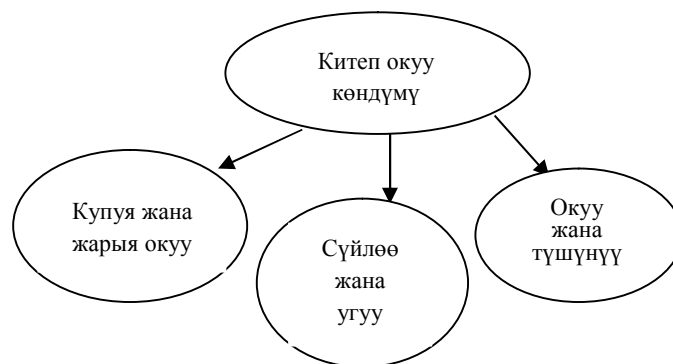 Китеп окуу
көндүмү
Купуя жана
жарыя окуу
Сүйлөө
жана
угуу
Окуу
жана
түшүнүү